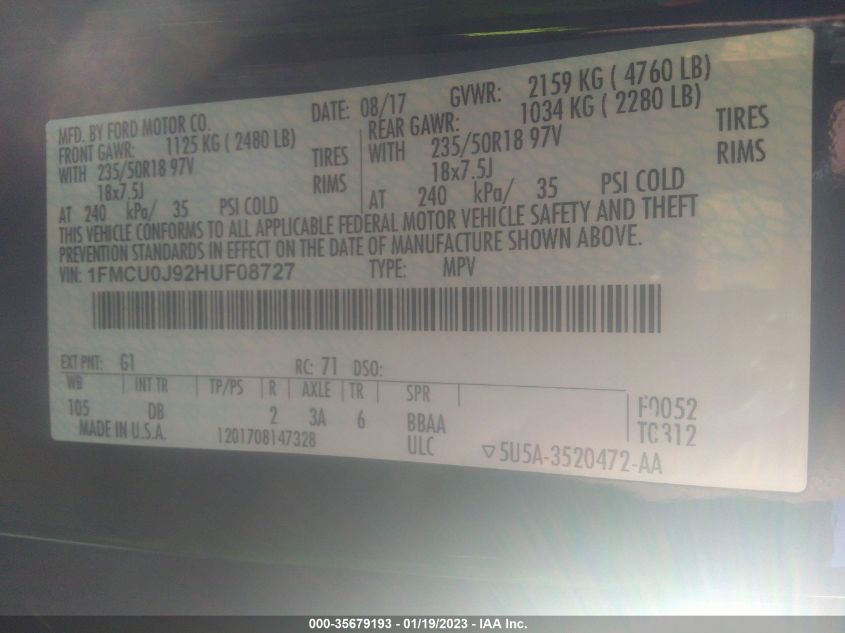 MFD. BY FORD MOTOR CO. DATE: 08/17 GVWR: 2159 KG ( 4760 LB)
FRONT GAWR: 1125 KG ( 2480 LB) REAR GAWR: 1034 KG ( 2280 LB)
WITH 235/50R18 97V TIRES WITH 235/50R18 97V TIRES
18x7.5J RIMS 18x7.5J RIMS
AT 240 kPa/ 35 PSI COLD AT 240 kPa/ 35 PSI COLD
THIS VEHICLE CONFORMS TO ALL APPLICABLE FEDERAL MOTOR VEHICLE SAFETY AND THEFT
PREVENTION STANDARDS IN EFFECT ON THE DATE OF MANUFACTURE SHOWN ABOVE.
VIN: 1FMCU0J92HUF08727 TYPE: MPV
EXT PNT: G1 RC: 71 DSO:
WB INT TR TP/PS R AXLE TR SPR
105 DB 2 3A 6 BBAA F0052
MADE IN U.S.A. 1201708147328 ULC TC312
▽5U5A-3520472-AA
000-35679193 - 01/19/2023 - IAA Inc.